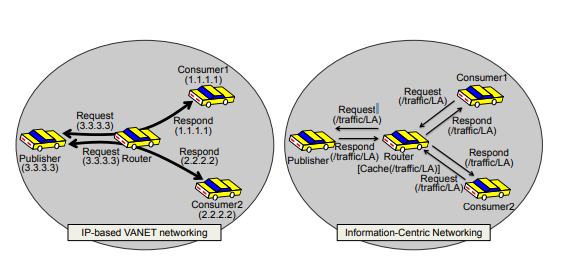 Consumer1
(1.1.1.1)
Request
(3.3.3.3)
Respond
(1.1.1.1)
Publisher
(3.3.3.3)
Request
(3.3.3.3)
Router
Respond
(2.2.2.2)
Consumer2
(2.2.2.2)
IP-based VANET networking
Consumer1
Request
(/traffic/LA)
Request
(/traffic/LA)
Respond
(/traffic/LA)
Publisher
Respond
(/traffic/LA)
Router
[Cache(/traffic/LA)]
Respond
(/traffic/LA)
Request
(/traffic/LA)
Consumer2
Information-Centric Networking